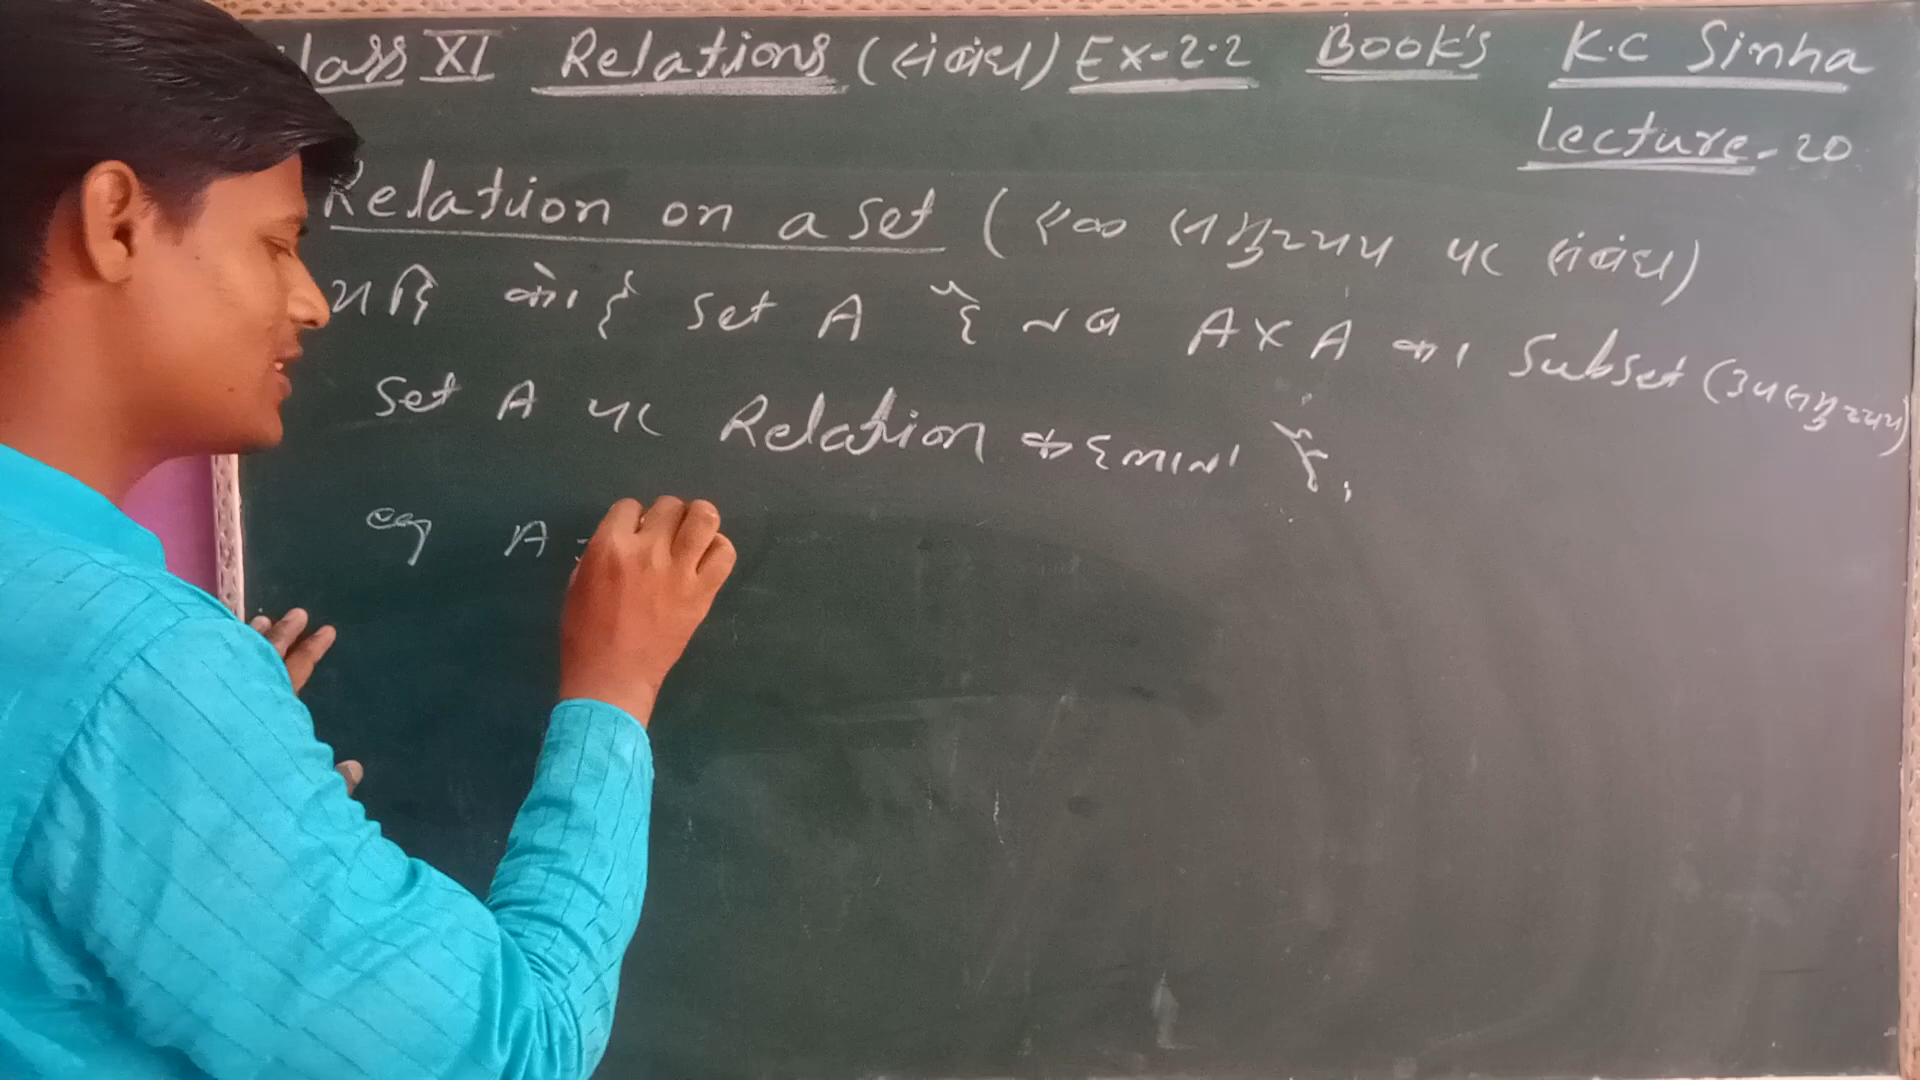 lass XI Relations (संबंध) Ex-2.2 Book's K.C Sinha
Lecture-20
Relation on a set (एक समुच्चय पर संबंध)
यदि कोई set A है तब A×A का Subset (उपसमुच्चय)
set A पर Relation कहलाता है,
eg A =